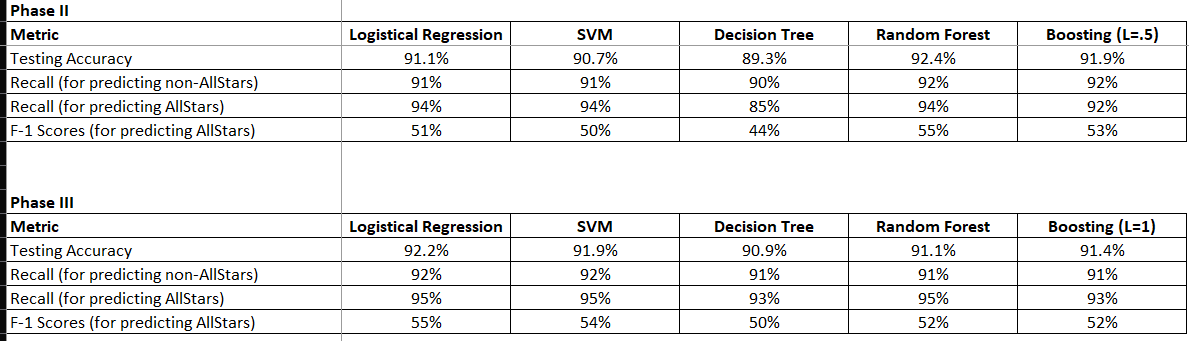 Phase II
Metric Logistical Regression SVM Decision Tree Random Forest Boosting (L=.5)
Testing Accuracy 91.1% 90.7% 89.3% 92.4% 91.9%
Recall (for predicting non-AllStars) 91% 91% 90% 92% 92%
Recall (for predicting AllStars) 94% 94% 85% 94% 92%
F-1 Scores (for predicting AllStars) 51% 50% 44% 55% 53%
Phase III
Metric Logistical Regression SVM Decision Tree Random Forest Boosting (L=1)
Testing Accuracy 92.2% 91.9% 90.9% 91.1% 91.4%
Recall (for predicting non-AllStars) 92% 92% 91% 91% 91%
Recall (for predicting AllStars) 95% 95% 93% 95% 93%
F-1 Scores (for predicting AllStars) 55% 54% 50% 52% 52%